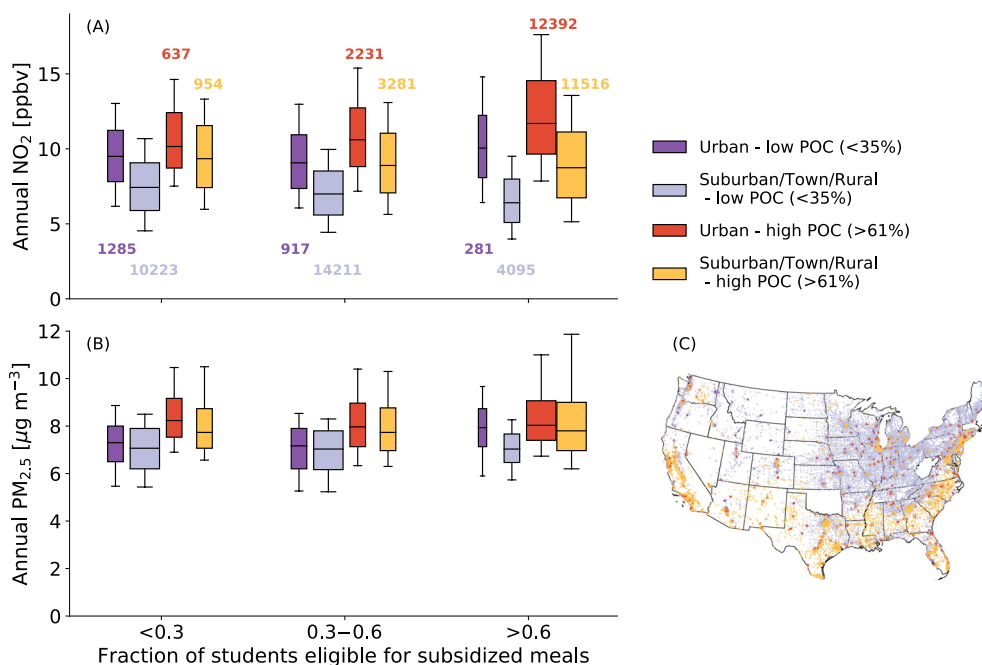 (A)
Annual NO₂ [ppbv]
15
10
5
0
637
954
1285
10223
2231
3281
917
14211
12392
11516
281
4095
Urban - low POC (<35%)
Suburban/Town/Rural
- low POC (<35%)
Urban - high POC (>61%)
Suburban/Town/Rural
- high POC (>61%)
(B)
Annual PM₂.₅ [μg m⁻³]
12
10
8
6
4
2
0
<0.3
0.3−0.6
>0.6
Fraction of students eligible for subsidized meals
(C)